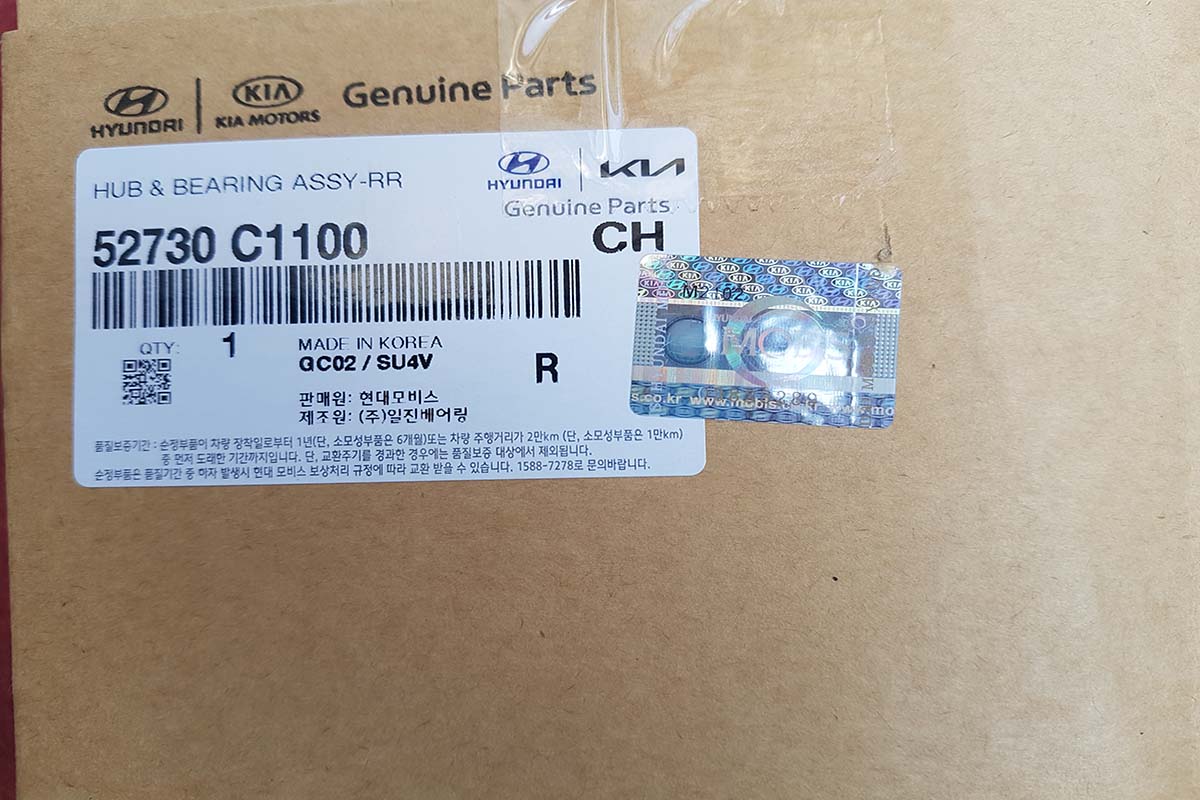 HYUNDAI KIA KIA MOTORS Genuine Parts
HUB & BEARING ASSY-RR
HYUNDAI KIA
Genuine Parts
52730 C1100
CH
QTY: 1
MADE IN KOREA
QC02 / SU4V
R
판매원: 현대모비스
제조원: (주)일진베어링
품질보증기간 : 순정부품이 차량 장착일로부터 1년(단, 소모성부품은 6개월)또는 차량 주행거리가 2만km (단, 소모성부품은 1만km)
중 먼저 도래한 기간까지입니다. 단, 교환주기를 경과한 경우에는 품질보증 대상에서 제외됩니다.
순정부품은 품질기간 중 하자 발생시 현대 모비스 보상처리 규정에 따라 교환 받을 수 있습니다. 1588-7278로 문의바랍니다.
KIA
www.mobis.co.kr